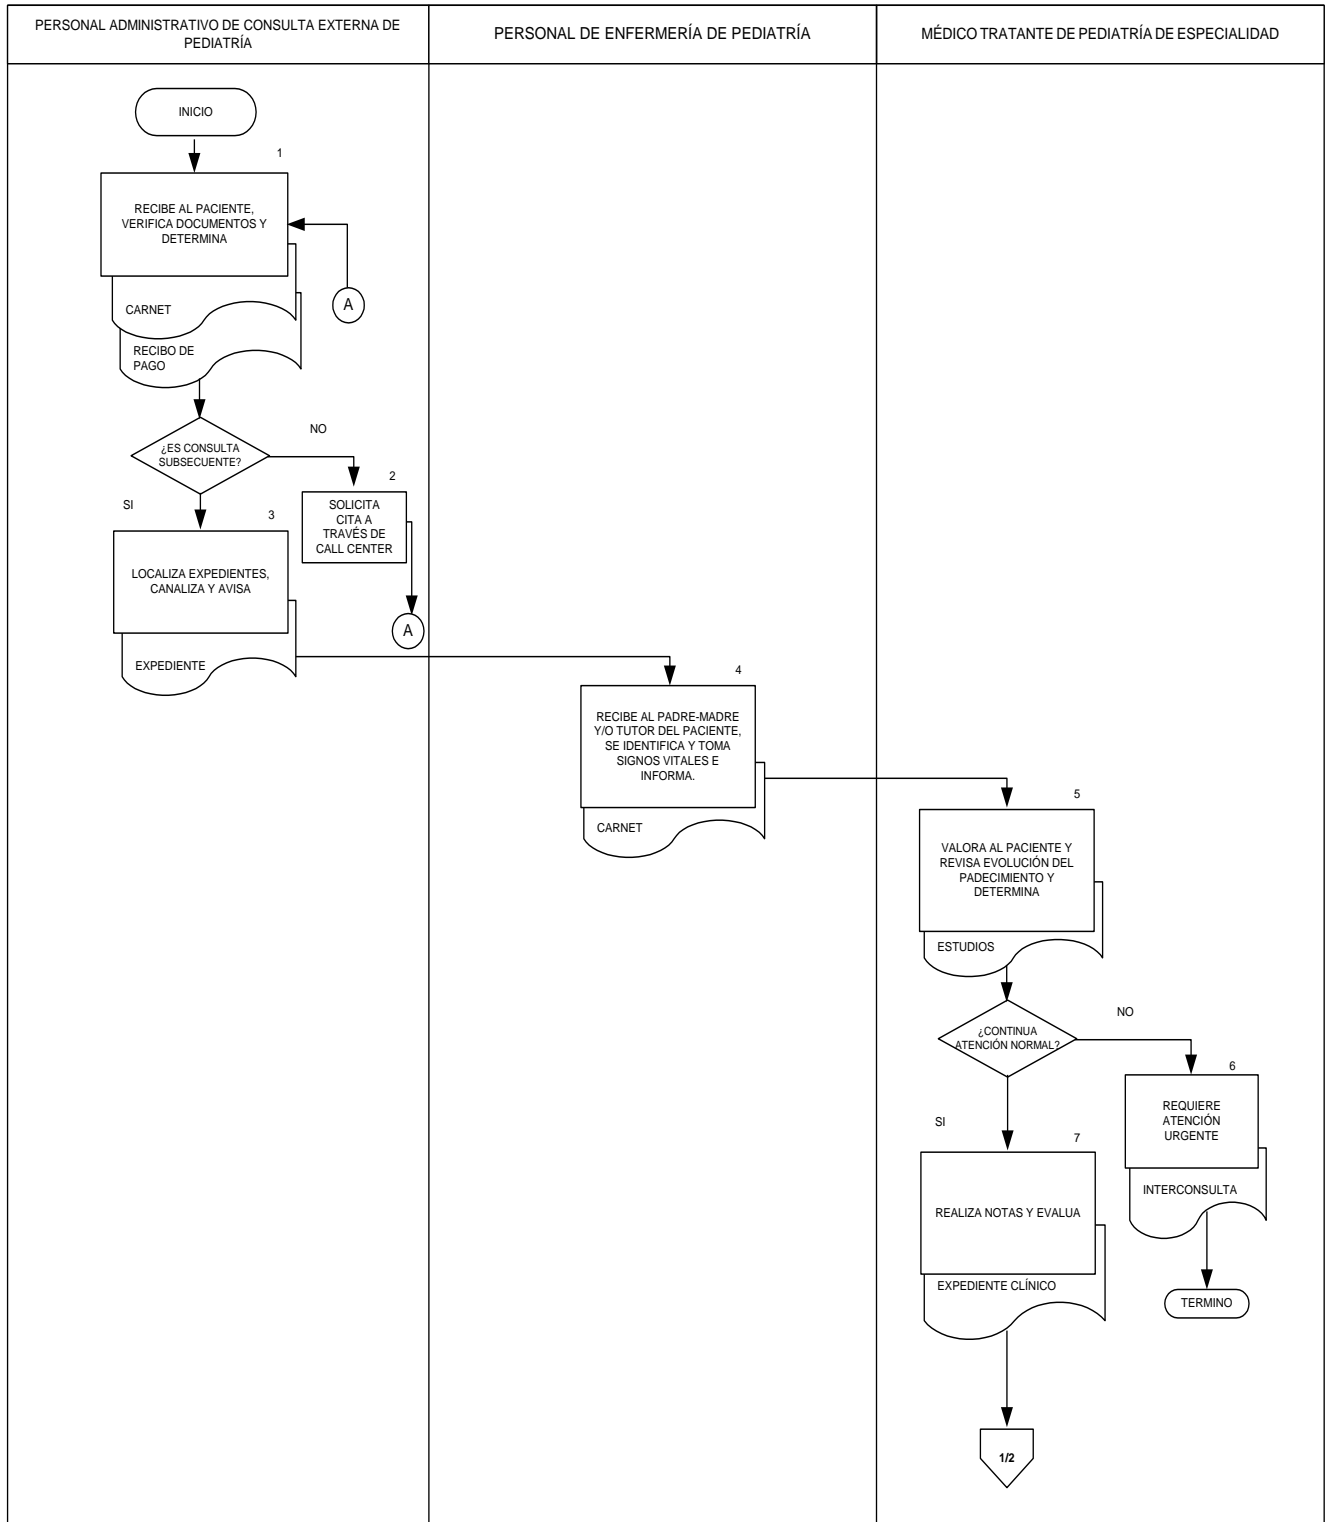 PERSONAL ADMINISTRATIVO DE CONSULTA EXTERNA DE
PEDIATRÍA
PERSONAL DE ENFERMERÍA DE PEDIATRÍA
MÉDICO TRATANTE DE PEDIATRÍA DE ESPECIALIDAD
INICIO
1
RECIBE AL PACIENTE,
VERIFICA DOCUMENTOS Y
DETERMINA
CARNET
A
RECIBO DE
PAGO
¿ES CONSULTA
SUBSECUENTE?
NO
2
SOLICITA
CITA A
TRAVÉS DE
CALL CENTER
A
SI
3
LOCALIZA EXPEDIENTES,
CANALIZA Y AVISA
EXPEDIENTE
4
RECIBE AL PADRE-MADRE
Y/O TUTOR DEL PACIENTE,
SE IDENTIFICA Y TOMA
SIGNOS VITALES E
INFORMA.
CARNET
5
VALORA AL PACIENTE Y
REVISA EVOLUCIÓN DEL
PADECIMIENTO Y
DETERMINA
ESTUDIOS
¿CONTINUA
ATENCIÓN NORMAL?
NO
6
REQUIERE
ATENCIÓN
URGENTE
INTERCONSULTA
TERMINO
SI
7
REALIZA NOTAS Y EVALUA
EXPEDIENTE CLÍNICO
1/2